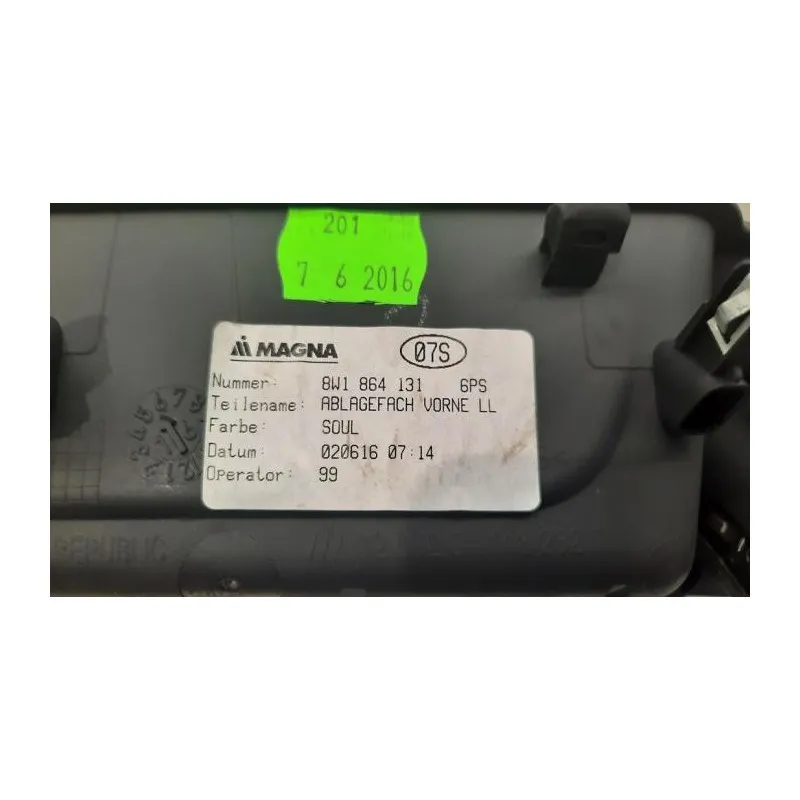 201
7 6 2016
MAGNA 07S
Nummer: 8W1 864 131 6PS
Teilename: ABLAGEFACH VORNE LL
Farbe: SOUL
Datum: 020616 07:14
Operator: 99
REPUBLIC